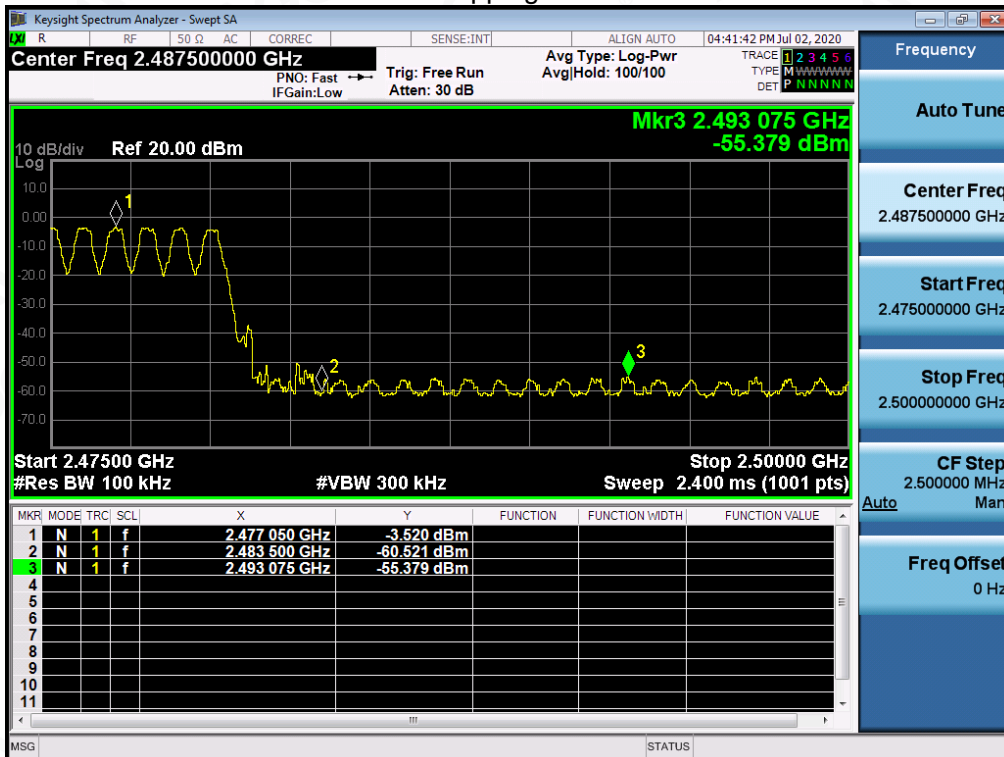 Keysight Spectrum Analyzer - Swept SA
LXI R RF 50 Ω AC CORREC SENSE:INT ALIGN AUTO 04:41:42 PM Jul 02, 2020
Center Freq 2.487500000 GHz
PNO: Fast
IFGain:Low
Trig: Free Run
Atten: 30 dB
Avg Type: Log-Pwr
Avg|Hold: 100/100
TRACE 1 2 3 4 5 6
TYPE M W W W W W
DET P N N N N N
Mkr3 2.493 075 GHz
-55.379 dBm
10 dB/div Ref 20.00 dBm
Log
10.0
0.00
-10.0
-20.0
-30.0
-40.0
-50.0
-60.0
-70.0
1
2
3
Start 2.47500 GHz
Stop 2.50000 GHz
#Res BW 100 kHz
#VBW 300 kHz
Sweep 2.400 ms (1001 pts)
MKR MODE TRC SCL X Y FUNCTION FUNCTION WIDTH FUNCTION VALUE
1 N 1 f 2.477 050 GHz -3.520 dBm
2 N 1 f 2.483 500 GHz -60.521 dBm
3 N 1 f 2.493 075 GHz -55.379 dBm
4
5
6
7
8
9
10
11
MSG STATUS
Frequency
Auto Tune
Center Freq
2.487500000 GHz
Start Freq
2.475000000 GHz
Stop Freq
2.500000000 GHz
CF Step
2.500000 MHz
Auto Man
Freq Offset
0 Hz